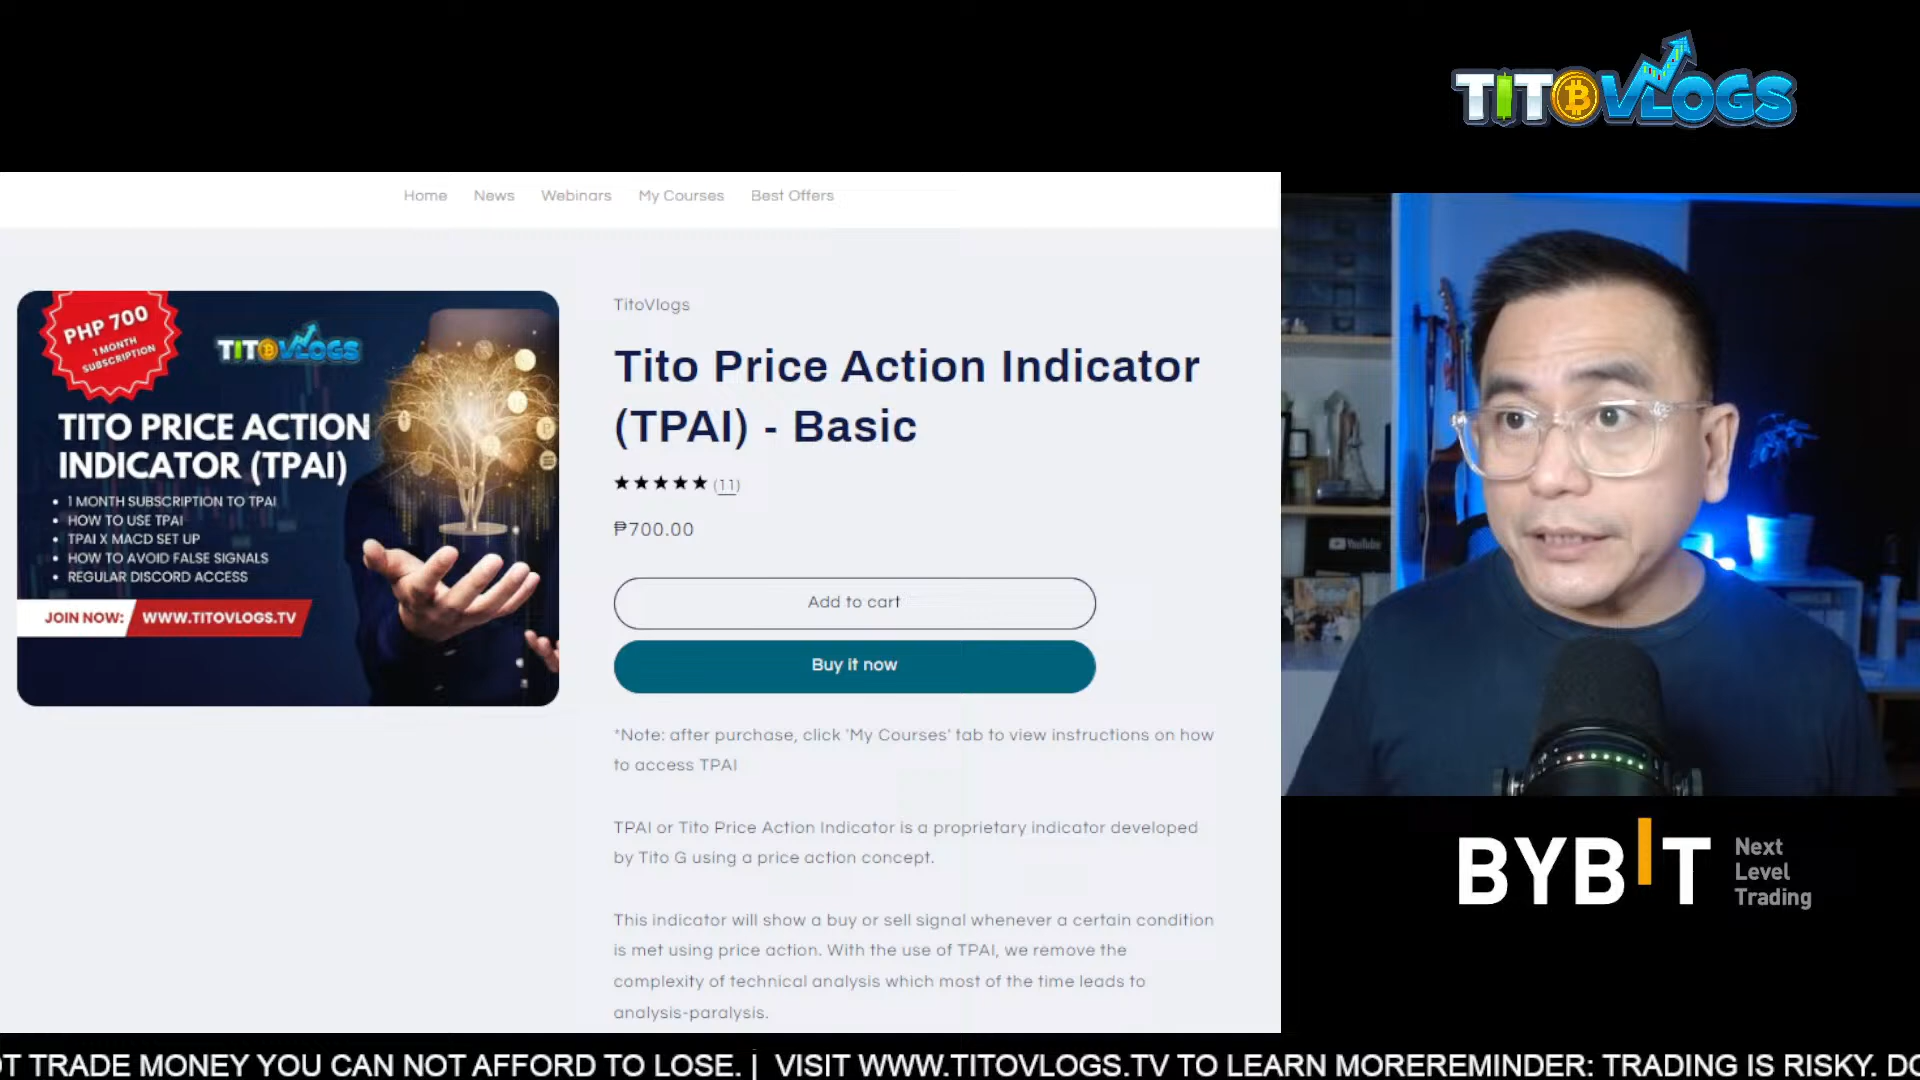 TITOVLOGS
Home News Webinars My Courses Best Offers
PHP 700
1 MONTH
SUBSCRIPTION
TITOVLOGS
TITO PRICE ACTION
INDICATOR (TPAI)
• 1 MONTH SUBSCRIPTION TO TPAI
• HOW TO USE TPAI
• TPAI X MACD SET UP
• HOW TO AVOID FALSE SIGNALS
• REGULAR DISCORD ACCESS
JOIN NOW: WWW.TITOVLOGS.TV
TitoVlogs
Tito Price Action Indicator
(TPAI) - Basic
★★★★★ (11)
₱700.00
Add to cart
Buy it now
*Note: after purchase, click 'My Courses' tab to view instructions on how
to access TPAI
TPAI or Tito Price Action Indicator is a proprietary indicator developed
by Tito G using a price action concept.
This indicator will show a buy or sell signal whenever a certain condition
is met using price action. With the use of TPAI, we remove the
complexity of technical analysis which most of the time leads to
analysis-paralysis.
YouTube
BYBIT
Next
Level
Trading
OT TRADE MONEY YOU CAN NOT AFFORD TO LOSE. | VISIT WWW.TITOVLOGS.TV TO LEARN MOREREMINDER: TRADING IS RISKY. DO